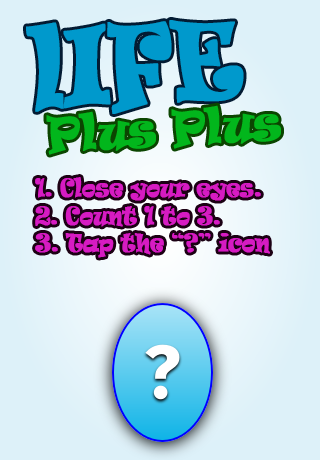 LIFE
Plus Plus
1. Close your eyes.
2. Count 1 to 3.
3. Tap the “?” icon
?